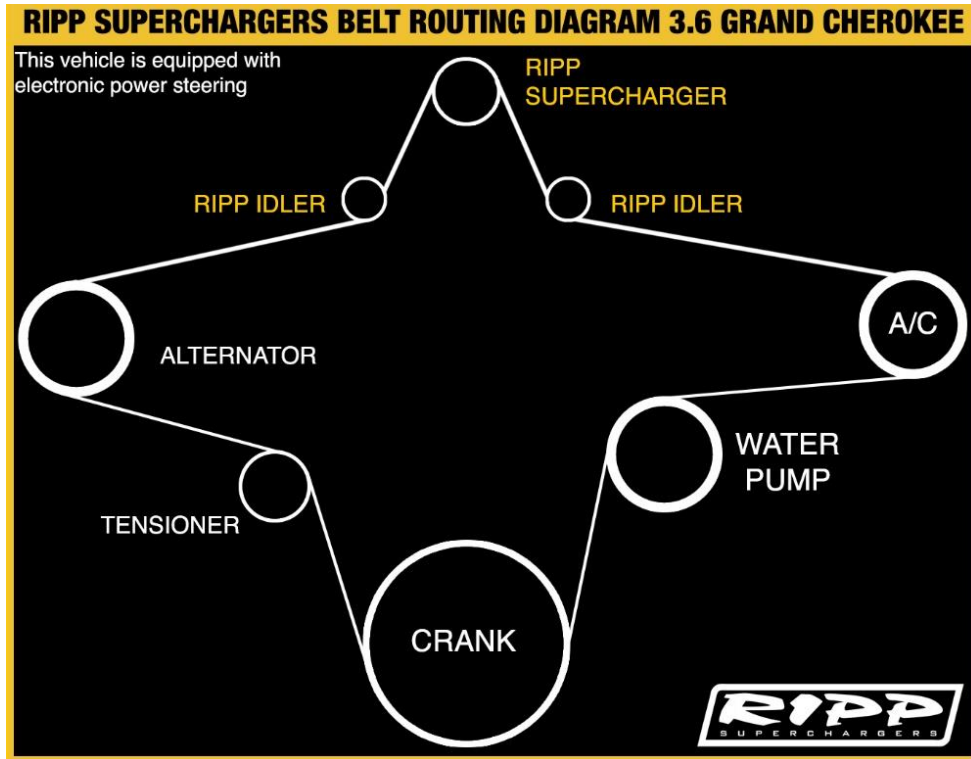 RIPP SUPERCHARGERS BELT ROUTING DIAGRAM 3.6 GRAND CHEROKEE
This vehicle is equipped with
electronic power steering
RIPP
SUPERCHARGER
RIPP IDLER
RIPP IDLER
A/C
ALTERNATOR
WATER
PUMP
TENSIONER
CRANK
RIPP
SUPERCHARGERS